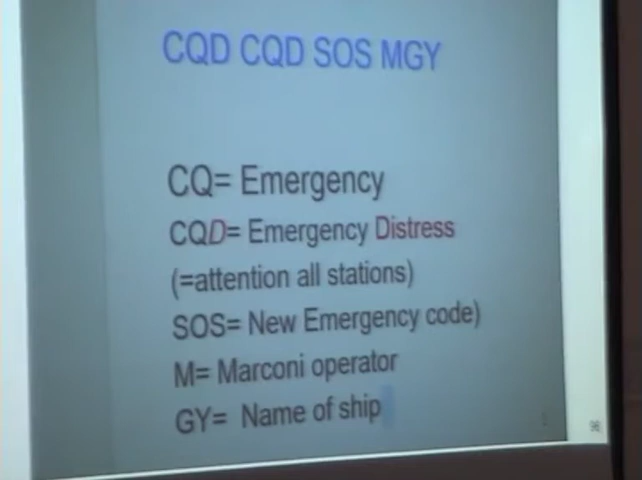 CQD CQD SOS MGY
CQ= Emergency
CQD= Emergency Distress
(=attention all stations)
SOS= New Emergency code)
M= Marconi operator
GY= Name of ship